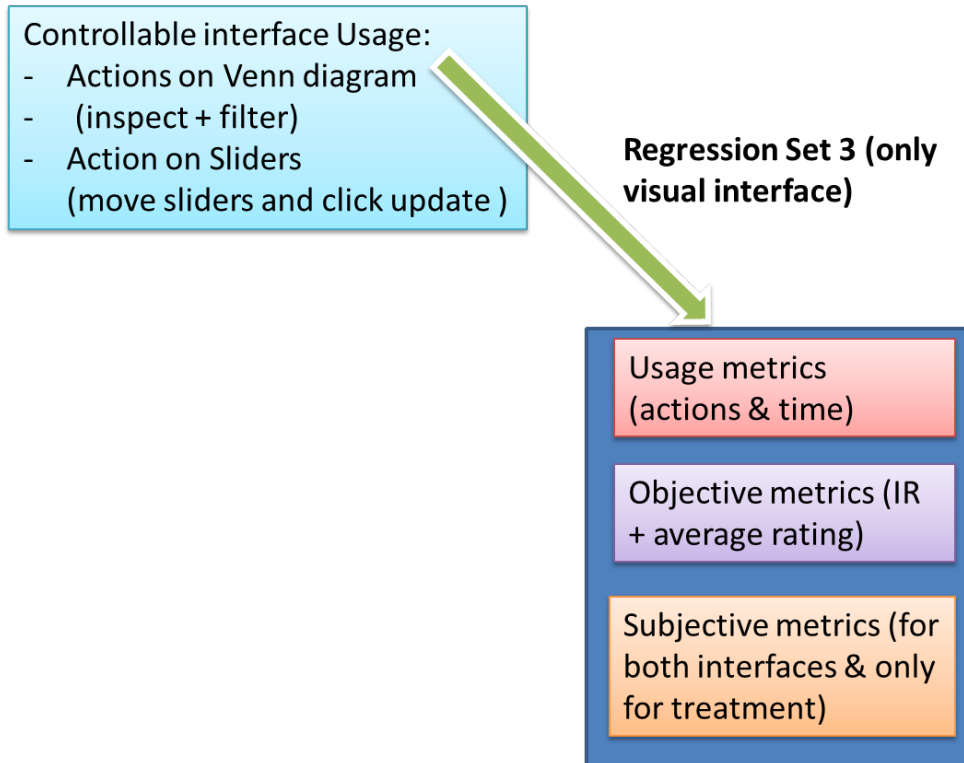 Controllable interface Usage:
- Actions on Venn diagram
- (inspect + filter)
- Action on Sliders
(move sliders and click update )
Regression Set 3 (only
visual interface)
Usage metrics
(actions & time)
Objective metrics (IR
+ average rating)
Subjective metrics (for
both interfaces & only
for treatment)